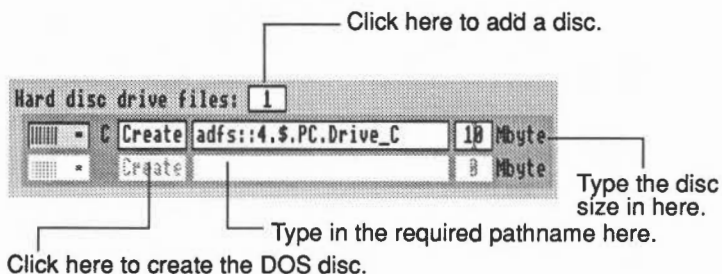 Click here to add a disc.
Hard disc drive files: 1
C Create adfs::4.$.PC.Drive_C 10 Mbyte
Create 0 Mbyte
Type the disc
size in here.
Type in the required pathname here.
Click here to create the DOS disc.